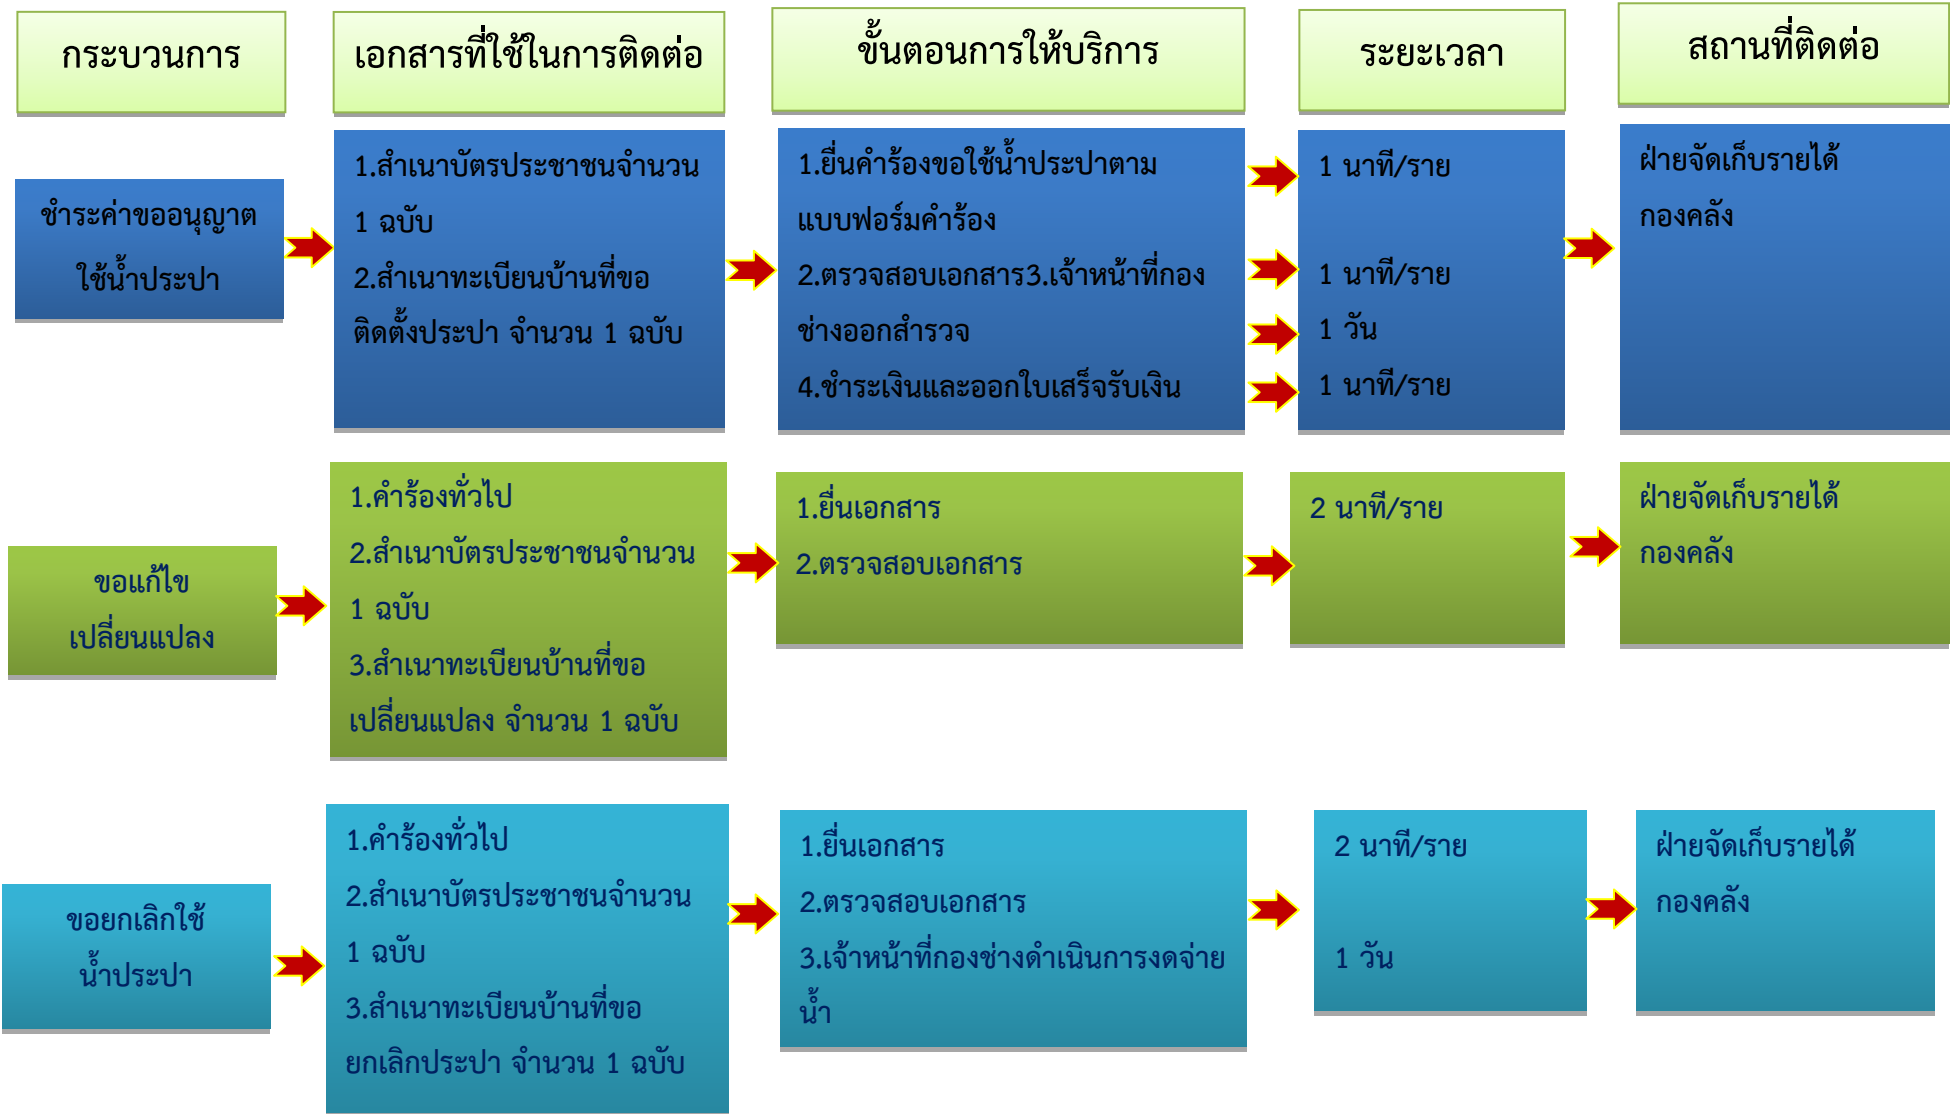 กระบวนการ
เอกสารที่ใช้ในการติดต่อ
ขั้นตอนการให้บริการ
ระยะเวลา
สถานที่ติดต่อ
ชำระค่าขออนุญาต
ใช้น้ำประปา
1.สำเนาบัตรประชาชนจำนวน
1 ฉบับ
2.สำเนาทะเบียนบ้านที่ขอ
ติดตั้งประปา จำนวน 1 ฉบับ
1.ยื่นคำร้องขอใช้น้ำประปาตาม
แบบฟอร์มคำร้อง
2.ตรวจสอบเอกสาร3.เจ้าหน้าที่กอง
ช่างออกสำรวจ
4.ชำระเงินและออกใบเสร็จรับเงิน
1 นาที/ราย
1 นาที/ราย
1 วัน
1 นาที/ราย
ฝ่ายจัดเก็บรายได้
กองคลัง
ขอแก้ไข
เปลี่ยนแปลง
1.คำร้องทั่วไป
2.สำเนาบัตรประชาชนจำนวน
1 ฉบับ
3.สำเนาทะเบียนบ้านที่ขอ
เปลี่ยนแปลง จำนวน 1 ฉบับ
1.ยื่นเอกสาร
2.ตรวจสอบเอกสาร
2 นาที/ราย
ฝ่ายจัดเก็บรายได้
กองคลัง
ขอยกเลิกใช้
น้ำประปา
1.คำร้องทั่วไป
2.สำเนาบัตรประชาชนจำนวน
1 ฉบับ
3.สำเนาทะเบียนบ้านที่ขอ
ยกเลิกประปา จำนวน 1 ฉบับ
1.ยื่นเอกสาร
2.ตรวจสอบเอกสาร
3.เจ้าหน้าที่กองช่างดำเนินการงดจ่าย
น้ำ
2 นาที/ราย
1 วัน
ฝ่ายจัดเก็บรายได้
กองคลัง